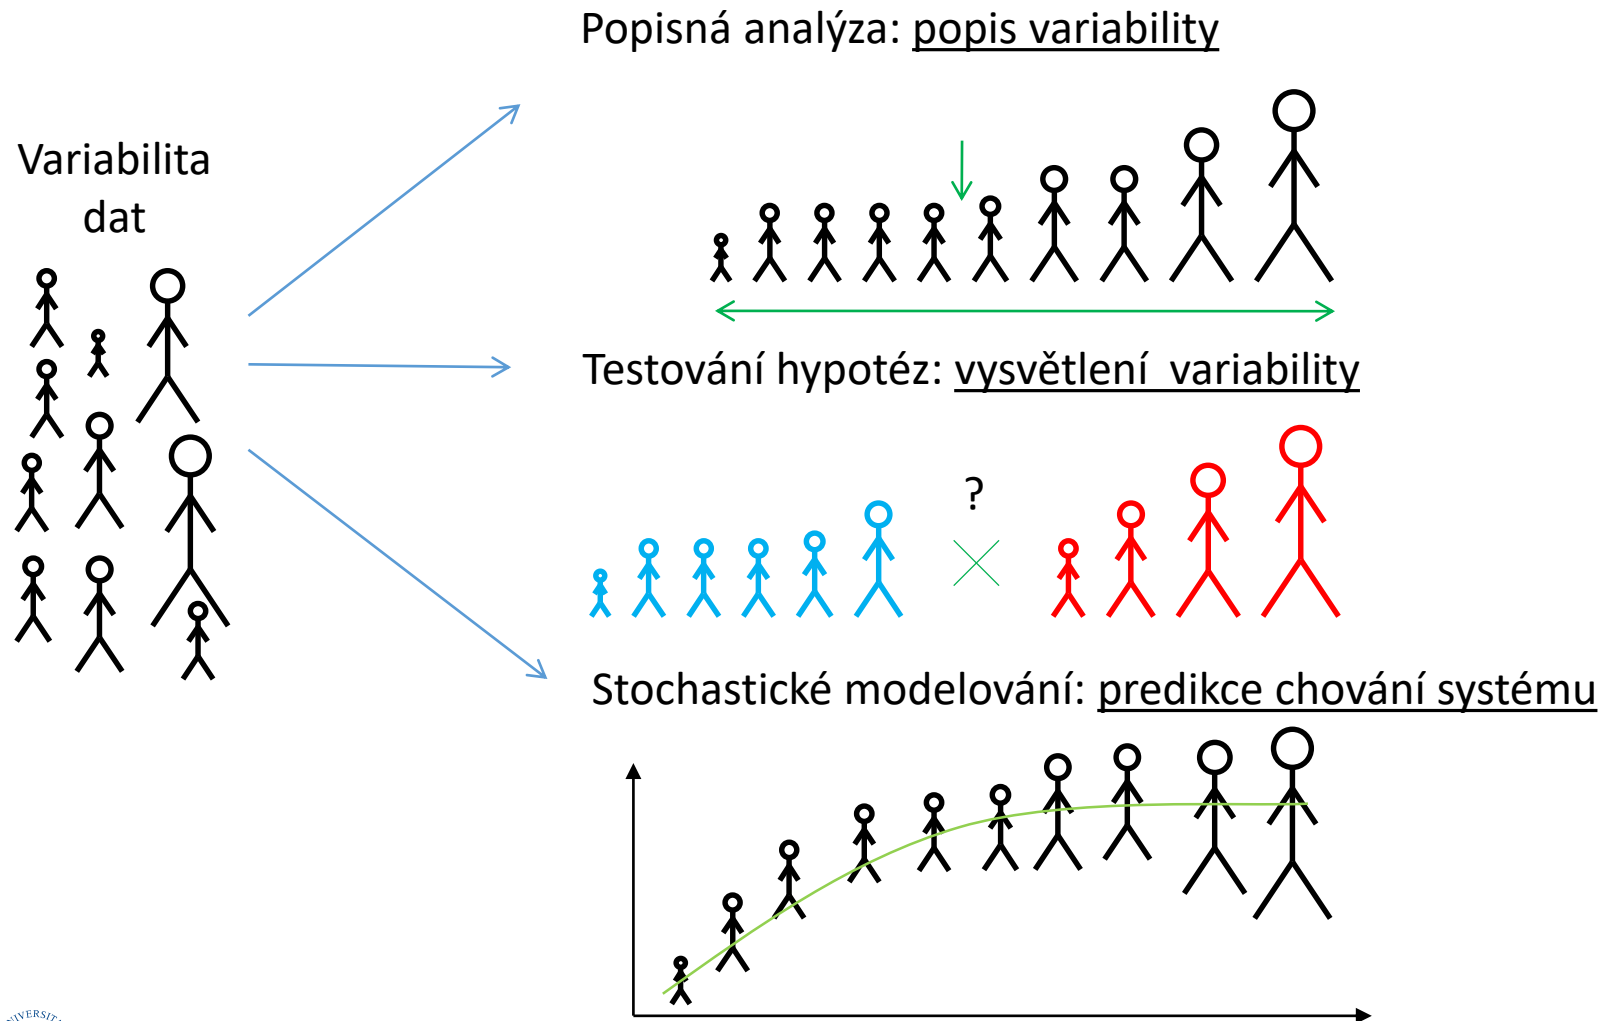 Popisná analýza: popis variability
Variabilita
dat
Testování hypotéz: vysvětlení  variability
?
Stochastické modelování: predikce chování systému